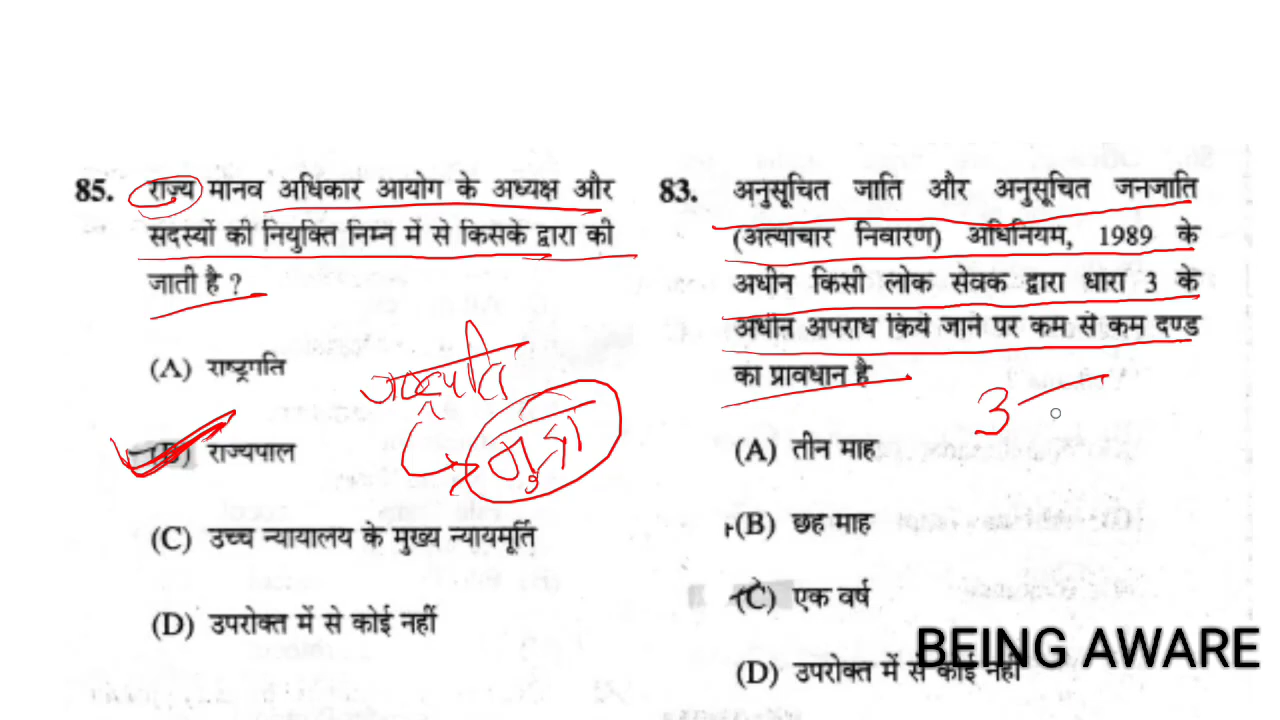 85. राज्य मानव अधिकार आयोग के अध्यक्ष और
सदस्यों की नियुक्ति निम्न में से किसके द्वारा की
जाती है ?
(A) राष्ट्रगति
(B) राज्यपाल
(C) उच्च न्यायालय के मुख्य न्यायमूर्ति
(D) उपरोक्त में से कोई नहीं
83. अनुसूचित जाति और अनुसूचित जनजाति
(अत्याचार निवारण) अधिनियम, 1989 के
अधीन किसी लोक सेवक द्वारा धारा 3 के
अधीन अपराध किये जाने पर कम से कम दण्ड
का प्रावधान है
3
(A) तीन माह
(B) छह माह
(C) एक वर्ष
(D) उपरोक्त में से कोई नहीं
BEING AWARE